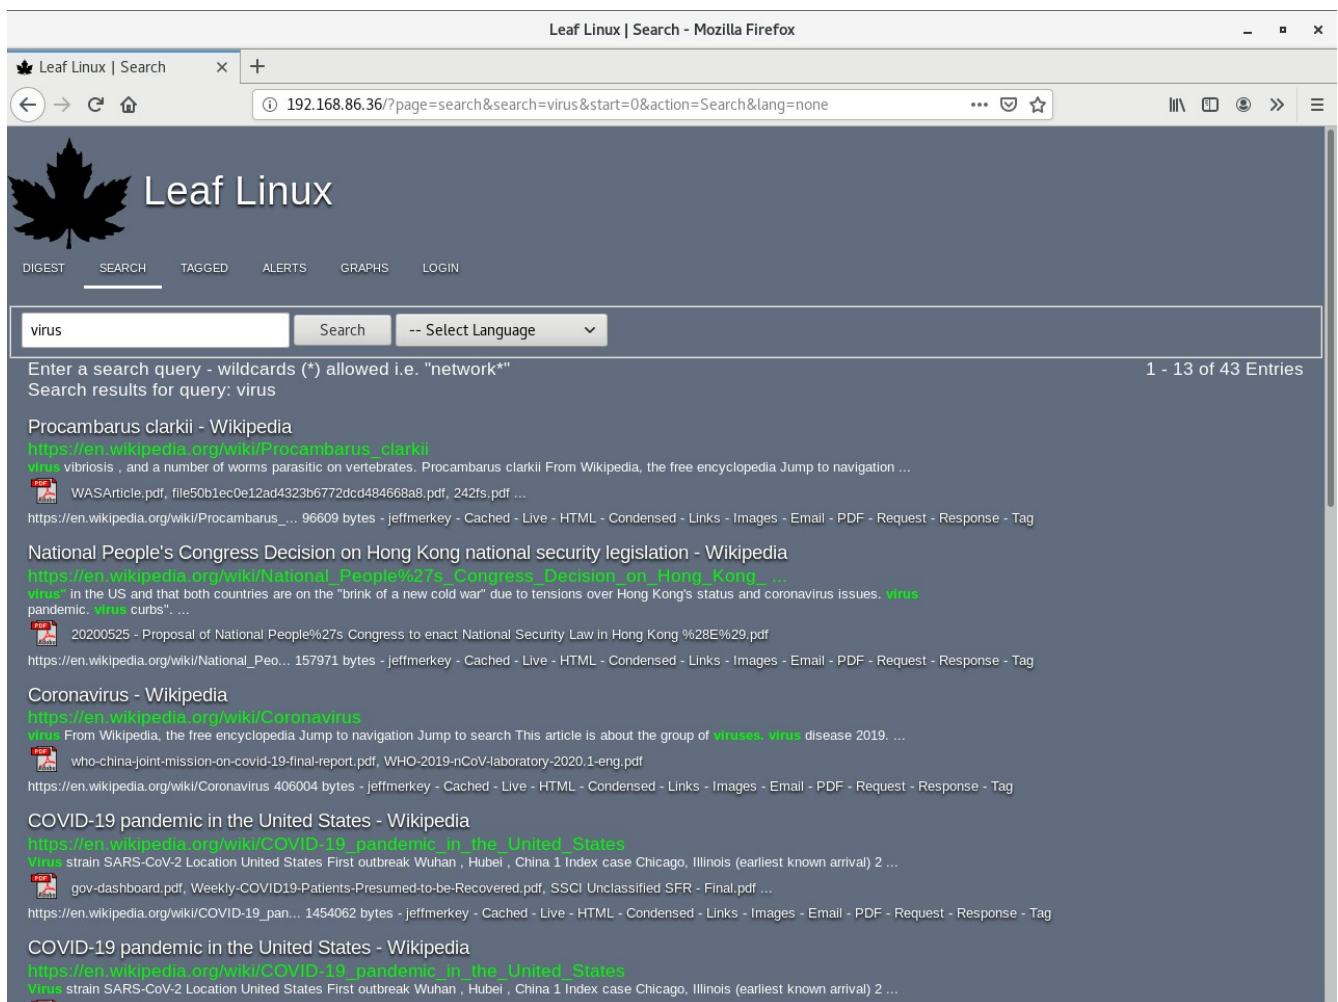 Leaf Linux | Search - Mozilla Firefox
Leaf Linux | Search
192.168.86.36/?page=search&search=virus&start=0&action=Search&lang=none
Leaf Linux
DIGEST SEARCH TAGGED ALERTS GRAPHS LOGIN
virus Search -- Select Language
Enter a search query - wildcards (*) allowed i.e. "network*" 1 - 13 of 43 Entries
Search results for query: virus
Procambarus clarkii - Wikipedia
https://en.wikipedia.org/wiki/Procambarus_clarkii
virus vibriosis , and a number of worms parasitic on vertebrates. Procambarus clarkii From Wikipedia, the free encyclopedia Jump to navigation ...
PDF Adobe WASArticle.pdf, file50b1ec0e12ad4323b6772dcd484668a8.pdf, 242fs.pdf ...
https://en.wikipedia.org/wiki/Procambarus_... 96609 bytes - jeffmerkey - Cached - Live - HTML - Condensed - Links - Images - Email - PDF - Request - Response - Tag
National People's Congress Decision on Hong Kong national security legislation - Wikipedia
https://en.wikipedia.org/wiki/National_People%27s_Congress_Decision_on_Hong_Kong_ ...
virus" in the US and that both countries are on the "brink of a new cold war" due to tensions over Hong Kong's status and coronavirus issues. virus
pandemic. virus curbs". ...
PDF Adobe 20200525 - Proposal of National People%27s Congress to enact National Security Law in Hong Kong %28E%29.pdf
https://en.wikipedia.org/wiki/National_Peo... 157971 bytes - jeffmerkey - Cached - Live - HTML - Condensed - Links - Images - Email - PDF - Request - Response - Tag
Coronavirus - Wikipedia
https://en.wikipedia.org/wiki/Coronavirus
virus From Wikipedia, the free encyclopedia Jump to navigation Jump to search This article is about the group of viruses. virus disease 2019. ...
PDF Adobe who-china-joint-mission-on-covid-19-final-report.pdf, WHO-2019-nCoV-laboratory-2020.1-eng.pdf
https://en.wikipedia.org/wiki/Coronavirus 406004 bytes - jeffmerkey - Cached - Live - HTML - Condensed - Links - Images - Email - PDF - Request - Response - Tag
COVID-19 pandemic in the United States - Wikipedia
https://en.wikipedia.org/wiki/COVID-19_pandemic_in_the_United_States
Virus strain SARS-CoV-2 Location United States First outbreak Wuhan , Hubei , China 1 Index case Chicago, Illinois (earliest known arrival) 2 ...
PDF Adobe gov-dashboard.pdf, Weekly-COVID19-Patients-Presumed-to-be-Recovered.pdf, SSCI Unclassified SFR - Final.pdf ...
https://en.wikipedia.org/wiki/COVID-19_pan... 1454062 bytes - jeffmerkey - Cached - Live - HTML - Condensed - Links - Images - Email - PDF - Request - Response - Tag
COVID-19 pandemic in the United States - Wikipedia
https://en.wikipedia.org/wiki/COVID-19_pandemic_in_the_United_States
Virus strain SARS-CoV-2 Location United States First outbreak Wuhan , Hubei , China 1 Index case Chicago, Illinois (earliest known arrival) 2 ...